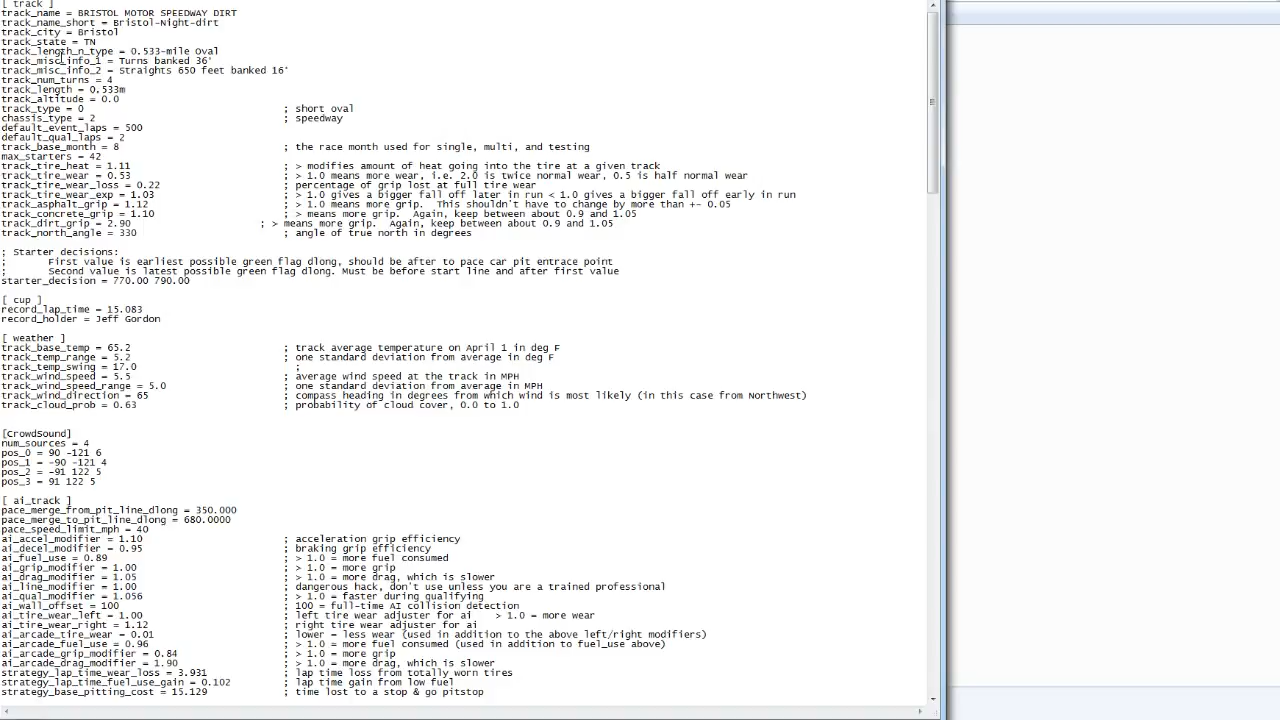 [ track ]
track_name = BRISTOL MOTOR SPEEDWAY DIRT
track_name_short = Bristol-Night-dirt
track_city = Bristol
track_state = TN
track_length_n_type = 0.533-mile Oval
track_misc_info_1 = Turns banked 36'
track_misc_info_2 = Straights 650 feet banked 16'
track_num_turns = 4
track_length = 0.533m
track_altitude = 0.0
track_type = 0 ; short oval
chassis_type = 2 ; speedway
default_event_laps = 500
default_qual_laps = 2
track_base_month = 8 ; the race month used for single, multi, and testing
max_starters = 42
track_tire_heat = 1.11 ; > modifies amount of heat going into the tire at a given track
track_tire_wear = 0.53 ; > 1.0 means more wear, i.e. 2.0 is twice normal wear, 0.5 is half normal wear
track_tire_wear_loss = 0.22 ; percentage of grip lost at full tire wear
track_tire_wear_exp = 1.03 ; > 1.0 gives a bigger fall off later in run < 1.0 gives a bigger fall off early in run
track_asphalt_grip = 1.12 ; > 1.0 means more grip. This shouldn't have to change by more than +- 0.05
track_concrete_grip = 1.10 ; > means more grip. Again, keep between about 0.9 and 1.05
track_dirt_grip = 2.90 ; > means more grip. Again, keep between about 0.9 and 1.05
track_north_angle = 330 ; angle of true north in degrees
; Starter decisions:
; First value is earliest possible green flag dlong, should be after to pace car pit entrace point
; Second value is latest possible green flag dlong. Must be before start line and after first value
starter_decision = 770.00 790.00
[ cup ]
record_lap_time = 15.083
record_holder = Jeff Gordon
[ weather ]
track_base_temp = 65.2 ; track average temperature on April 1 in deg F
track_temp_range = 5.2 ; one standard deviation from average in deg F
track_temp_swing = 17.0 ;
track_wind_speed = 5.5 ; average wind speed at the track in MPH
track_wind_speed_range = 5.0 ; one standard deviation from average in MPH
track_wind_direction = 65 ; compass heading in degrees from which wind is most likely (in this case from Northwest)
track_cloud_prob = 0.63 ; probability of cloud cover, 0.0 to 1.0
[CrowdSound]
num_sources = 4
pos_0 = 90 -121 6
pos_1 = -90 -121 4
pos_2 = -91 122 5
pos_3 = 91 122 5
[ ai_track ]
pace_merge_from_pit_line_dlong = 350.000
pace_merge_to_pit_line_dlong = 680.0000
pace_speed_limit_mph = 40
ai_accel_modifier = 1.10 ; acceleration grip efficiency
ai_decel_modifier = 0.95 ; braking grip efficiency
ai_fuel_use = 0.89 ; > 1.0 = more fuel consumed
ai_grip_modifier = 1.00 ; > 1.0 = more grip
ai_drag_modifier = 1.05 ; > 1.0 = more drag, which is slower
ai_line_modifier = 1.00 ; dangerous hack, don't use unless you are a trained professional
ai_qual_modifier = 1.056 ; > 1.0 = faster during qualifying
ai_wall_offset = 100 ; 100 = full-time AI collision detection
ai_tire_wear_left = 1.00 ; left tire wear adjuster for ai > 1.0 = more wear
ai_tire_wear_right = 1.12 ; right tire wear adjuster for ai
ai_arcade_tire_wear = 0.01 ; lower = less wear (used in addition to the above left/right modifiers)
ai_arcade_fuel_use = 0.96 ; > 1.0 = more fuel consumed (used in addition to fuel_use above)
ai_arcade_grip_modifier = 0.84 ; > 1.0 = more grip
ai_arcade_drag_modifier = 1.90 ; > 1.0 = more drag, which is slower
strategy_lap_time_wear_loss = 3.931 ; lap time loss from totally worn tires
strategy_lap_time_fuel_use_gain = 0.102 ; lap time gain from low fuel
strategy_base_pitting_cost = 15.129 ; time lost to a stop & go pitstop